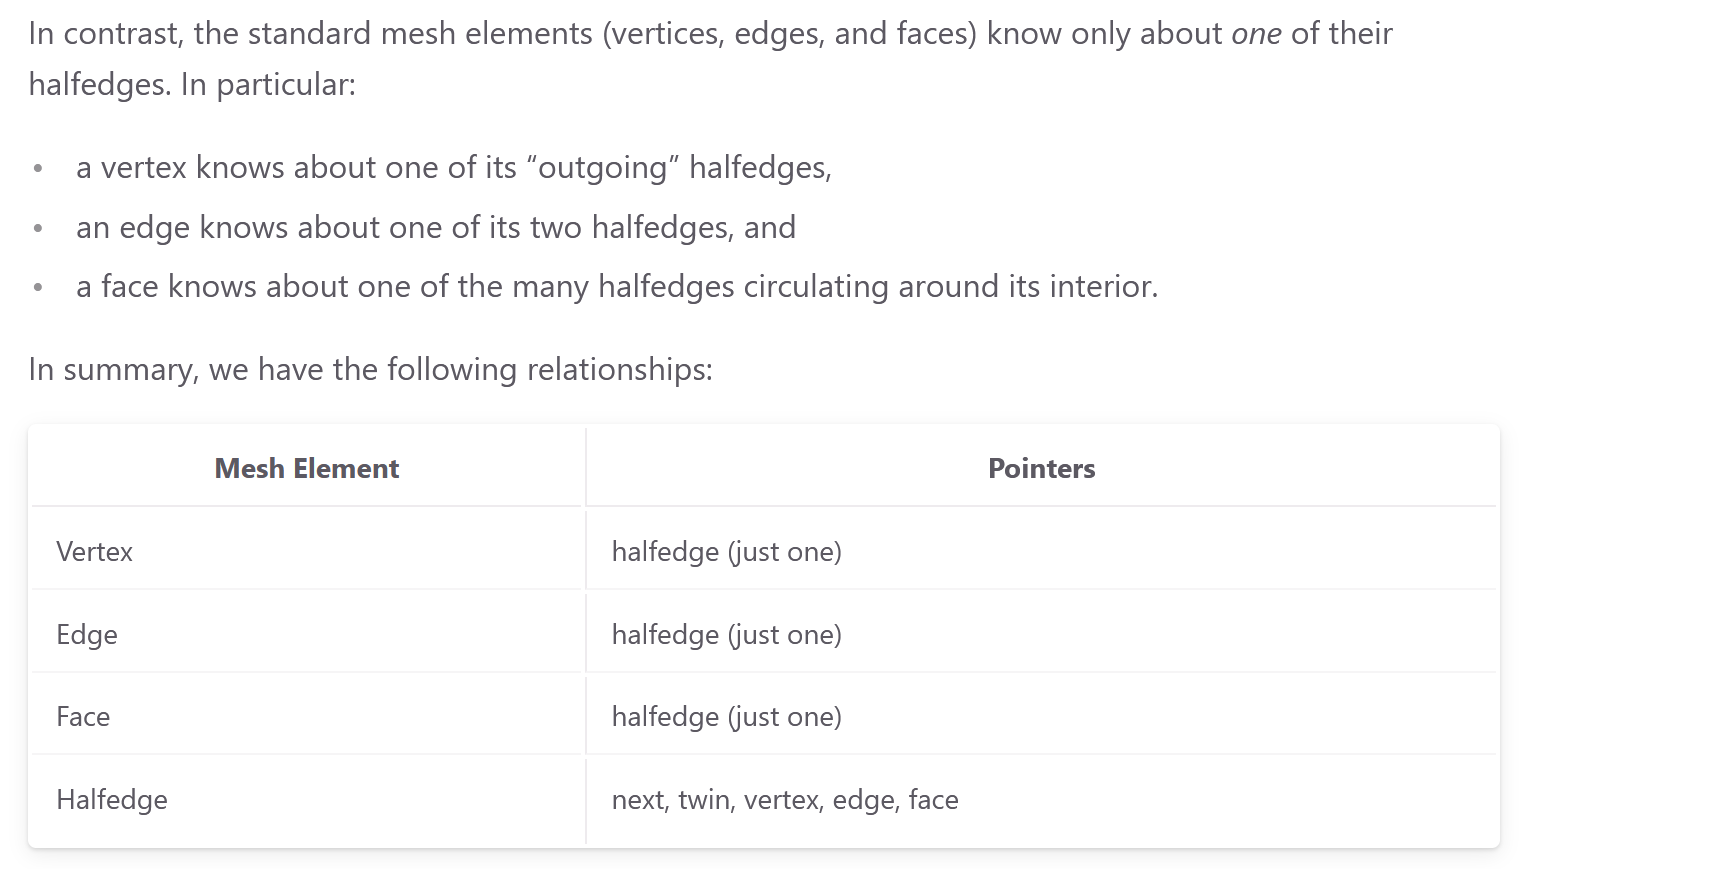 In contrast, the standard mesh elements (vertices, edges, and faces) know only about one of their
halfedges. In particular:
• a vertex knows about one of its “outgoing” halfedges,
• an edge knows about one of its two halfedges, and
• a face knows about one of the many halfedges circulating around its interior.
In summary, we have the following relationships:
Mesh Element Pointers
Vertex halfedge (just one)
Edge halfedge (just one)
Face halfedge (just one)
Halfedge next, twin, vertex, edge, face